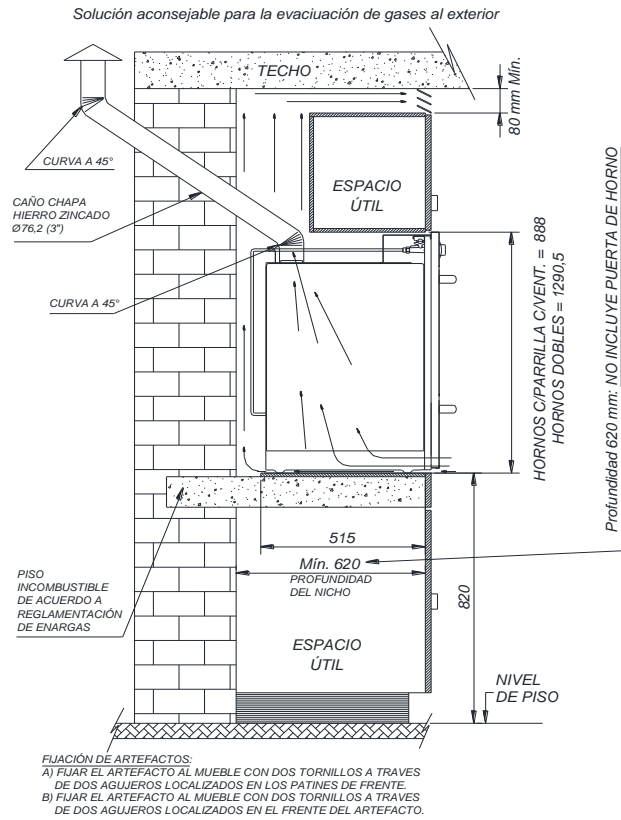 Solución aconsejable para la evaciuación de gases al exterior
TECHO
80 mm Mín.
CURVA A 45°
ESPACIO
ÚTIL
CAÑO CHAPA
HIERRO ZINCADO
Ø76,2 (3")
CURVA A 45°
HORNOS C/PARRILLA C/VENT. = 888
HORNOS DOBLES = 1290,5
Profundidad 620 mm: NO INCLUYE PUERTA DE HORNO
515
Mín. 620
PROFUNDIDAD
DEL NICHO
820
PISO
INCOMBUSTIBLE
DE ACUERDO A
REGLAMENTACIÓN
DE ENARGAS
ESPACIO
ÚTIL
NIVEL
DE PISO
FIJACIÓN DE ARTEFACTOS:
A) FIJAR EL ARTEFACTO AL MUEBLE CON DOS TORNILLOS A TRAVES
DE DOS AGUJEROS LOCALIZADOS EN LOS PATINES DE FRENTE.
B) FIJAR EL ARTEFACTO AL MUEBLE CON DOS TORNILLOS A TRAVES
DE DOS AGUJEROS LOCALIZADOS EN EL FRENTE DEL ARTEFACTO.